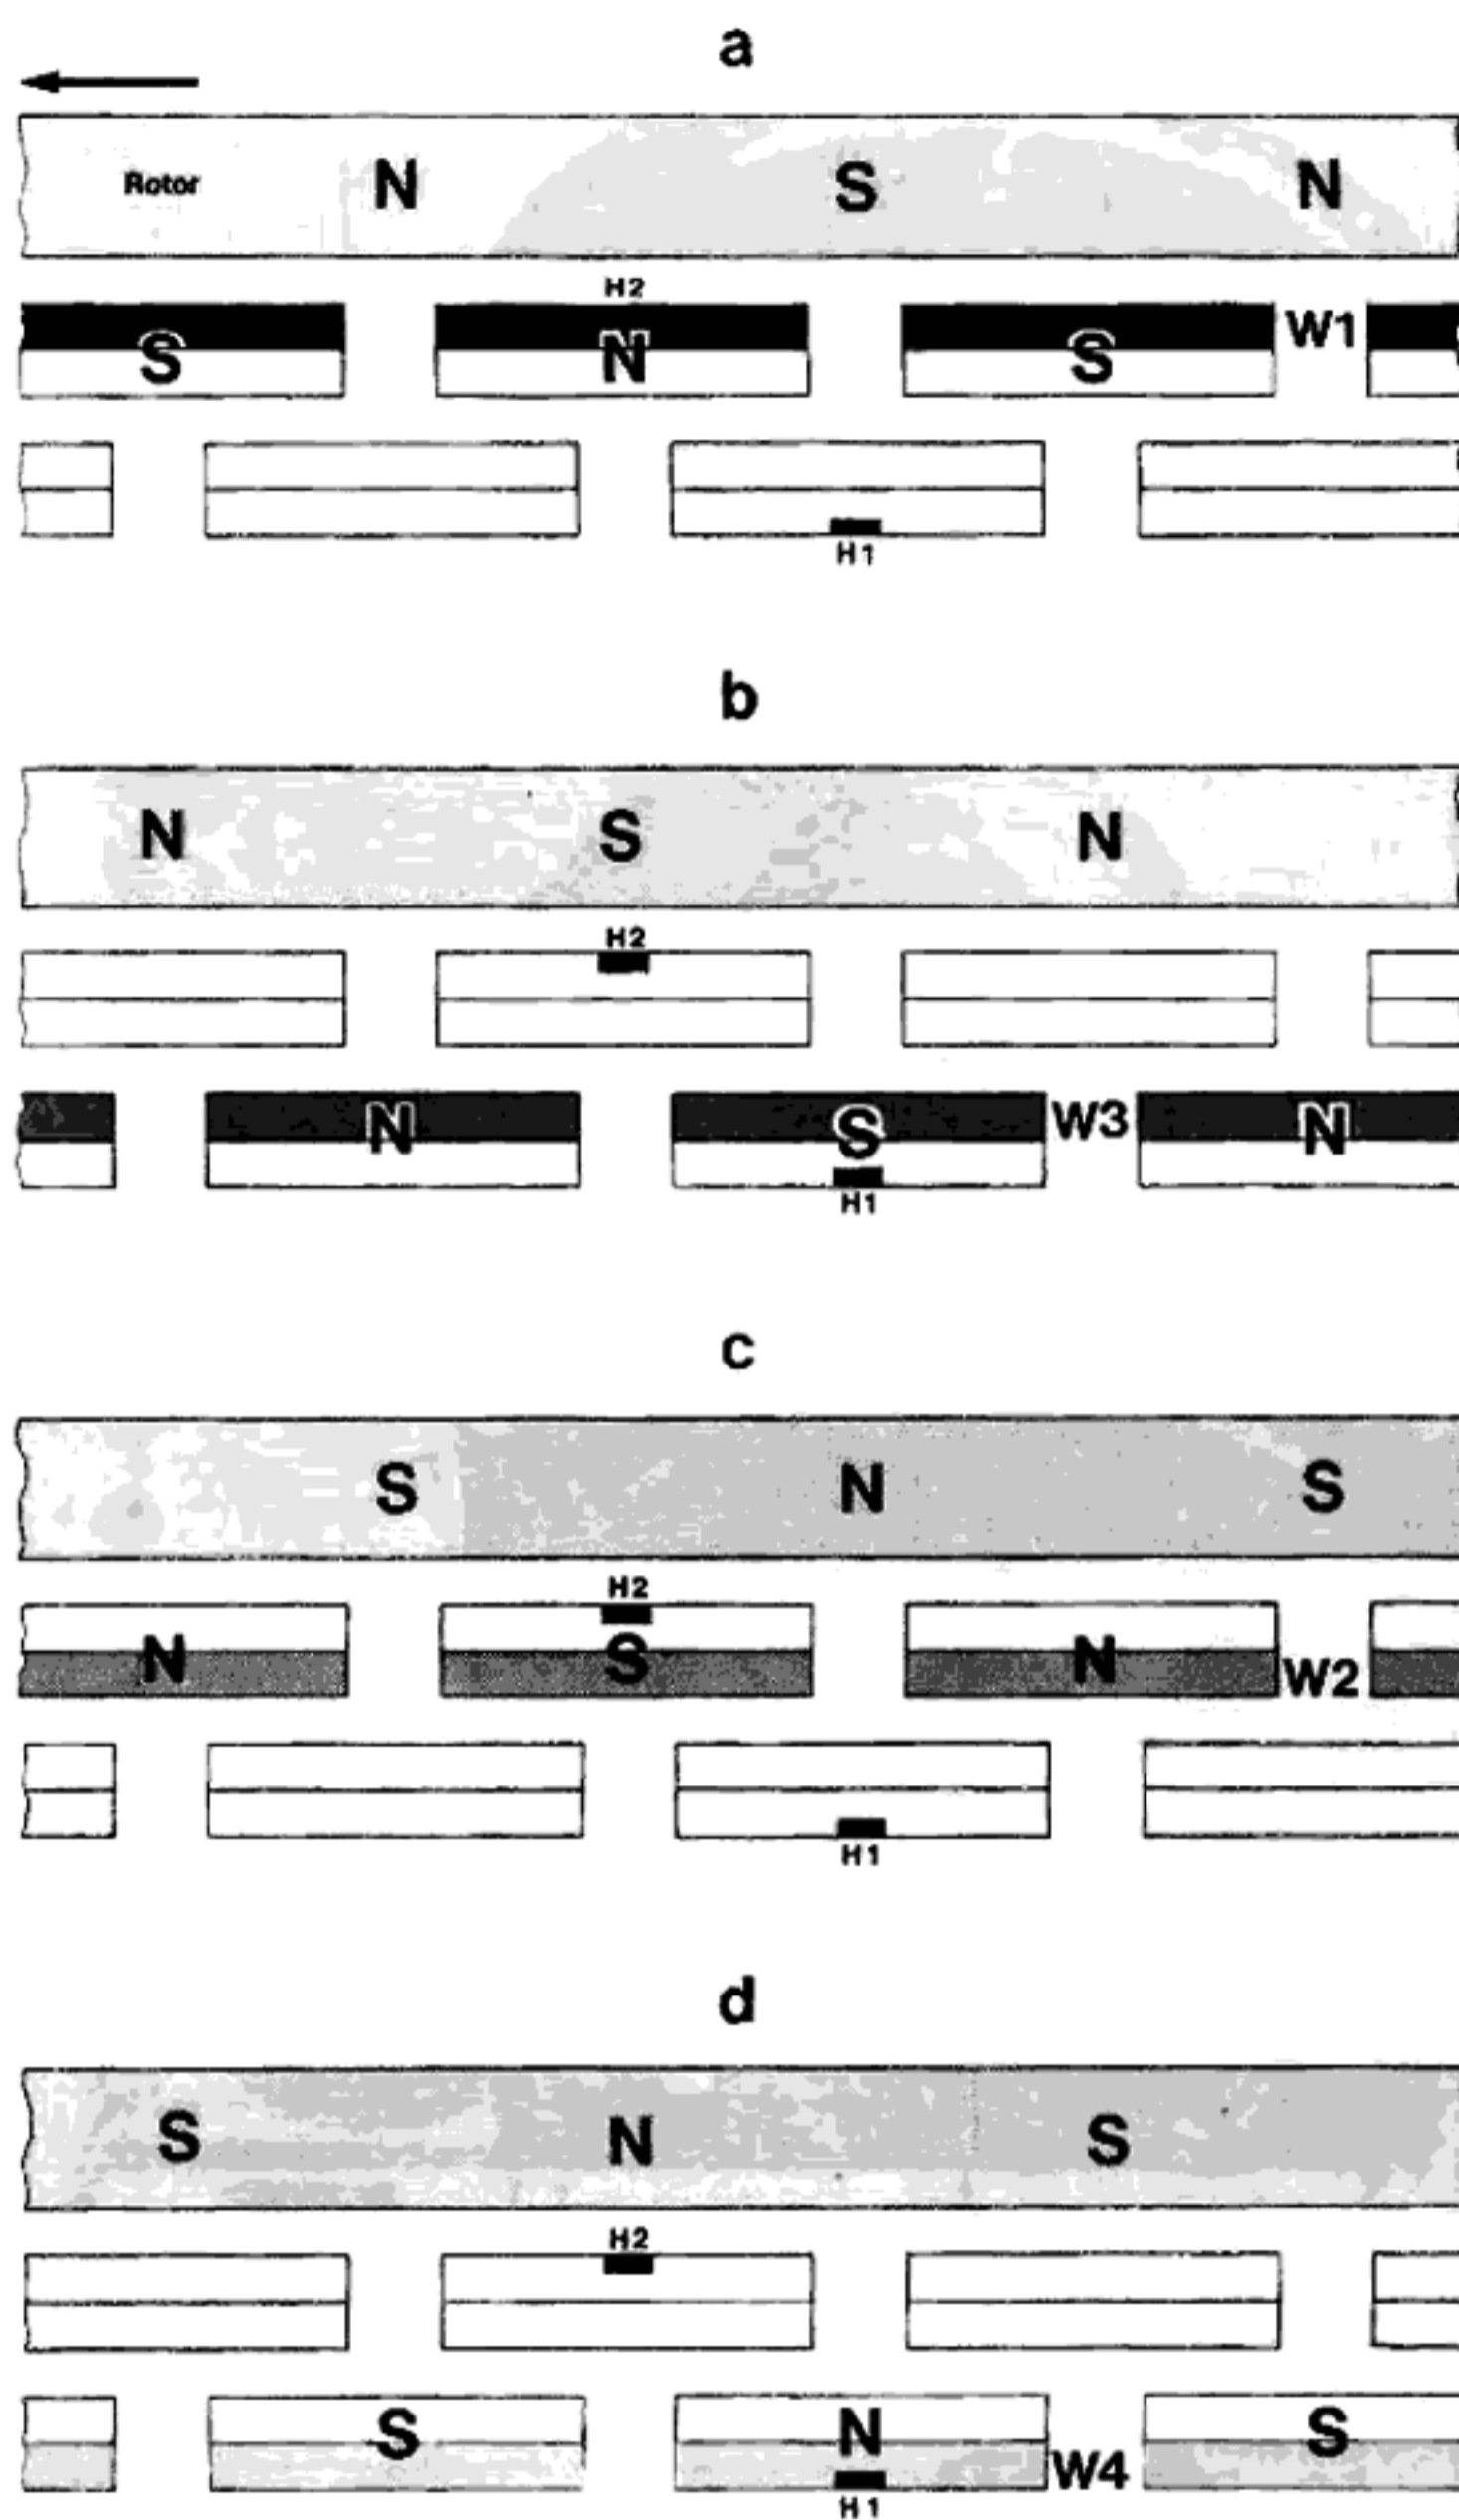 a
Rotor N S N
H2
S N S W1
H1
b
N S N
H2
N S W3 N
H1
c
S N S
H2
N S N W2
H1
d
S N S
H2
S N W4 S
H1